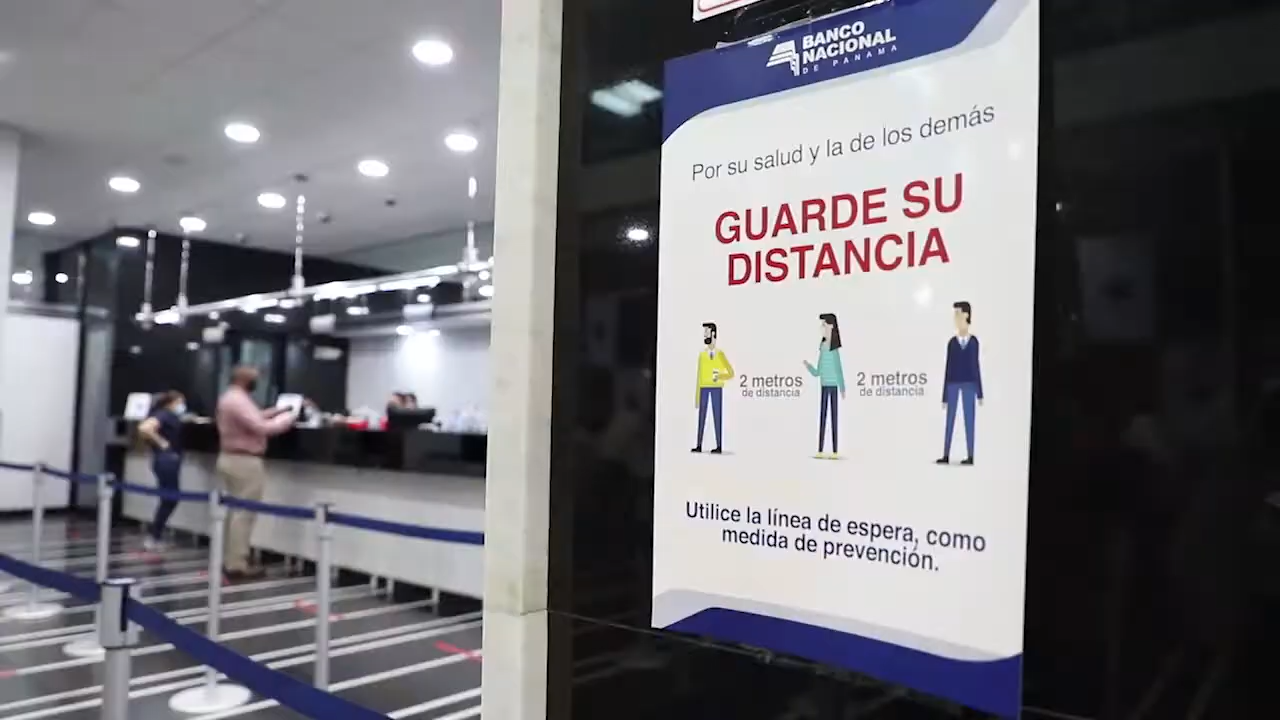 BANCO
NACIONAL
DE PANAMA
Por su salud y la de los demás
GUARDE SU
DISTANCIA
2 metros
de distancia
2 metros
de distancia
Utilice la línea de espera, como
medida de prevención.